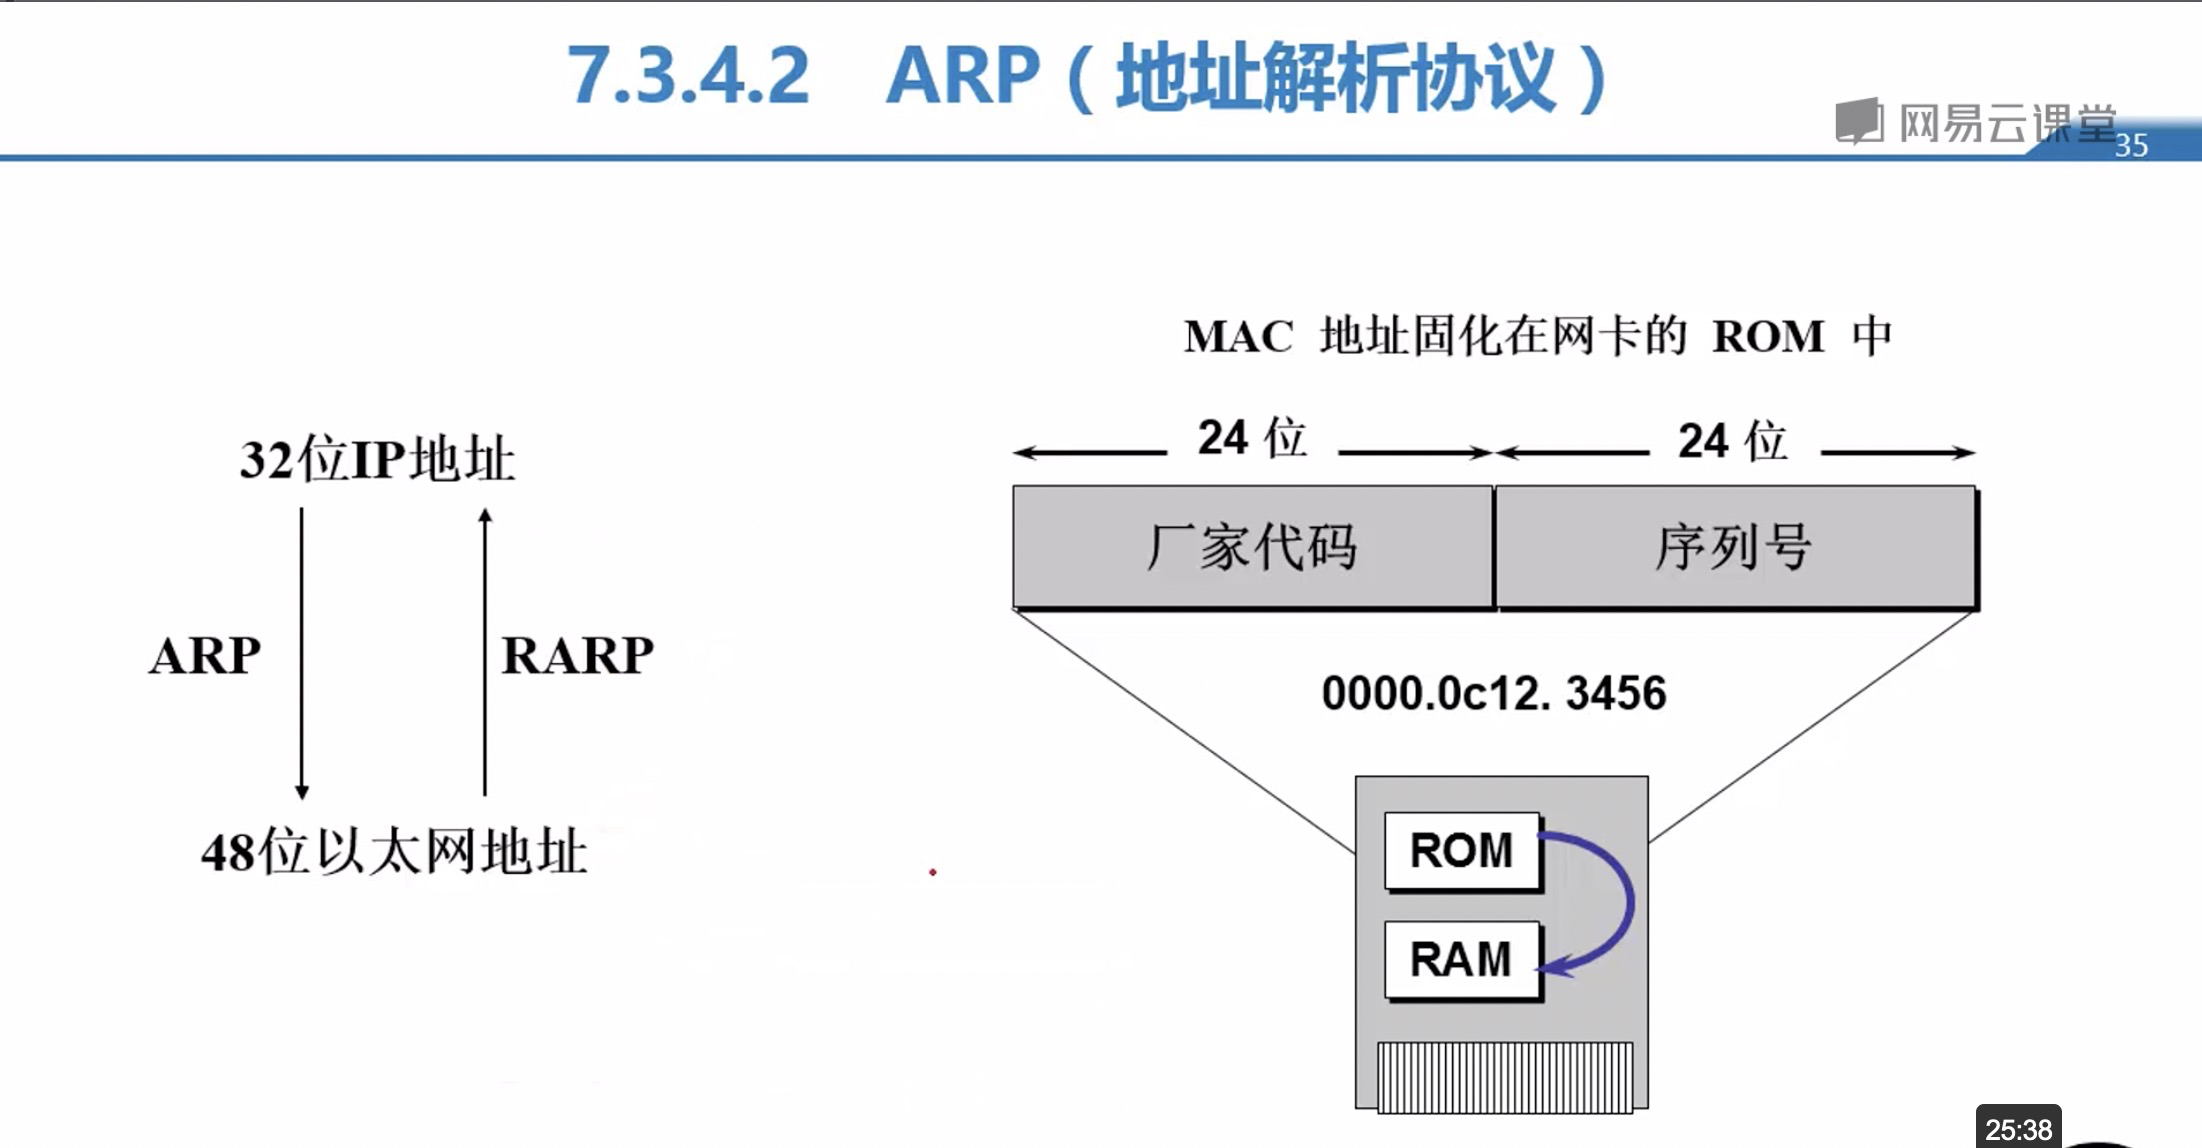 7.3.4.2 ARP（地址解析协议）
网易云课堂
35
MAC 地址固化在网卡的 ROM 中
24 位
24 位
厂家代码
序列号
0000.0c12. 3456
ROM
RAM
32位IP地址
ARP
RARP
48位以太网地址
25:38